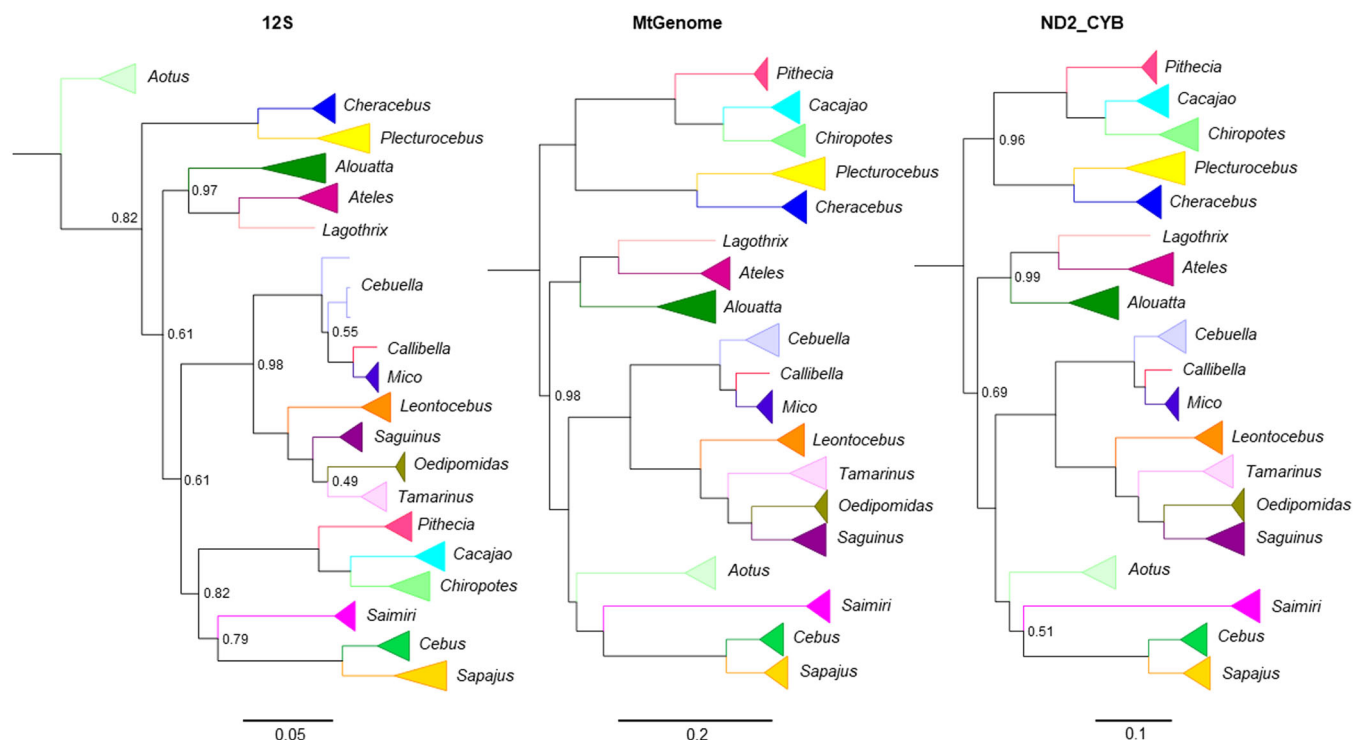 12S
Aotus
Cheracebus
Plecturocebus
Alouatta
0.97
Ateles
Lagothrix
0.82
Cebuella
0.55
0.61
Callibella
0.98
Mico
Leontocebus
Saguinus
Oedipomidas
0.49
0.61
Tamarinus
Pithecia
Cacajao
Chiropotes
0.82
Saimiri
0.79
Cebus
Sapajus
0.05
MtGenome
Pithecia
Cacajao
Chiropotes
Plecturocebus
Cheracebus
Lagothrix
Ateles
Alouatta
Cebuella
Callibella
0.98
Mico
Leontocebus
Tamarinus
Oedipomidas
Saguinus
Aotus
Saimiri
Cebus
Sapajus
0.2
ND2_CYB
Pithecia
Cacajao
0.96
Chiropotes
Plecturocebus
Cheracebus
Lagothrix
0.99
Ateles
Alouatta
Cebuella
Callibella
0.69
Mico
Leontocebus
Tamarinus
Oedipomidas
Saguinus
Aotus
Saimiri
0.51
Cebus
Sapajus
0.1